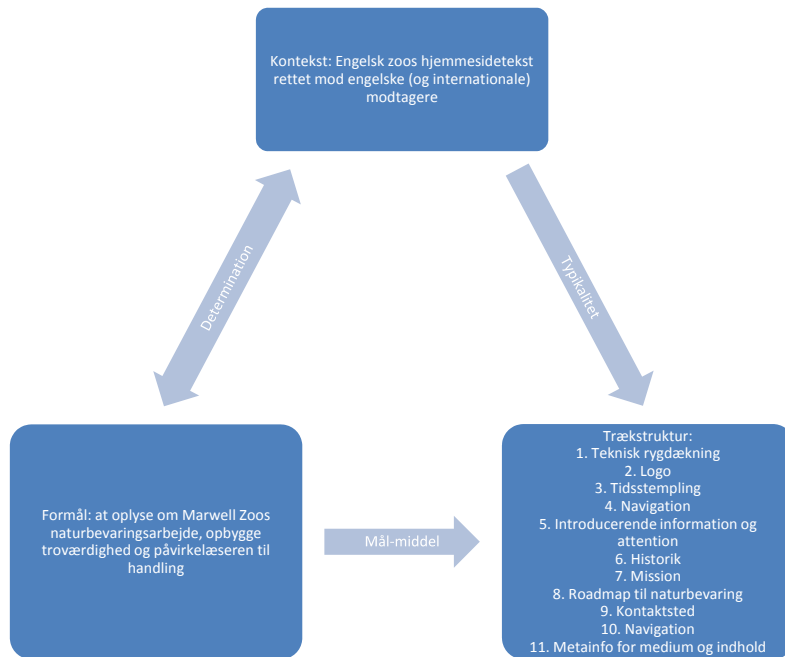 Kontekst: Engelsk zoos hjemmesidetekst
rettet mod engelske (og internationale)
modtagere
Determination
Typikalitet
Formål: at oplyse om Marwell Zoos
naturbevaringsarbejde, opbygge
troværdighed og påvirkelæseren til
handling
Mål-middel
Trækstruktur:
1. Teknisk rygdækning
2. Logo
3. Tidsstempling
4. Navigation
5. Introducerende information og
attention
6. Historik
7. Mission
8. Roadmap til naturbevaring
9. Kontaktsted
10. Navigation
11. Metainfo for medium og indhold